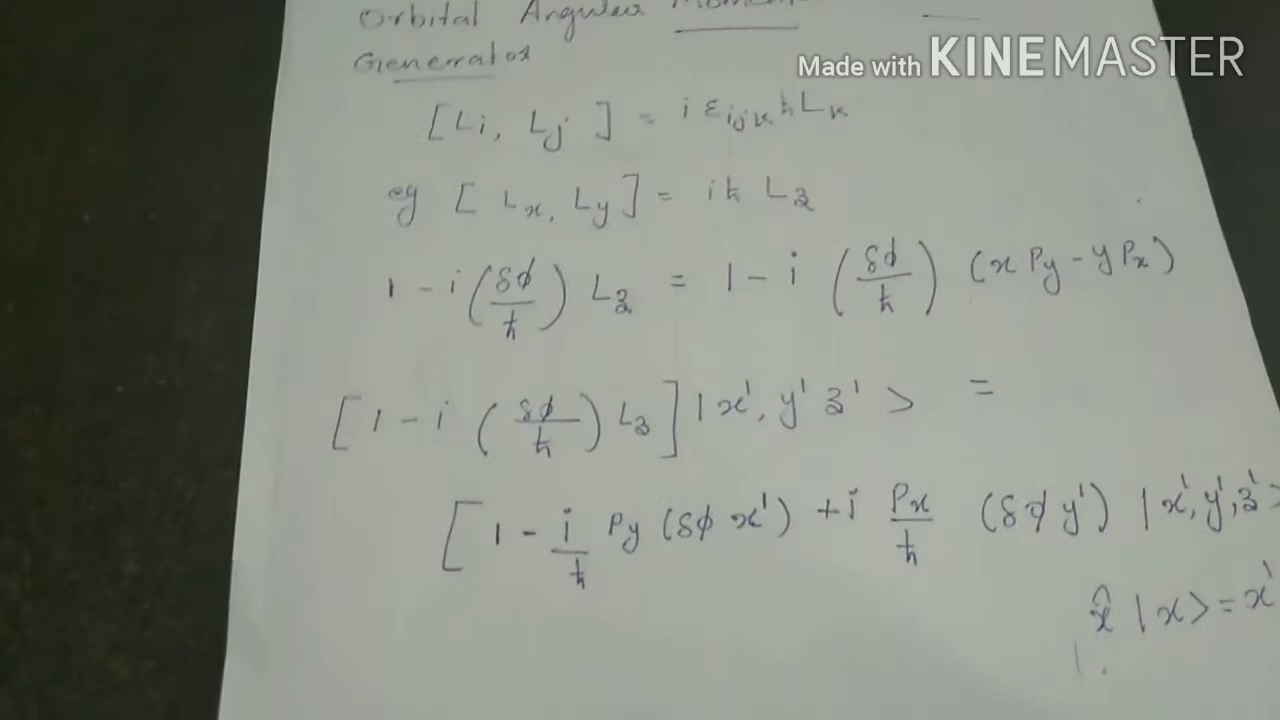 Orbital Angular
Made with KINEMASTER
Generator
[Li, Lj] = i εijk ħ Lk
eg [Lx, Ly] = iħ Lz
1 - i (δϕ/ħ) Lz = 1 - i (δϕ/ħ) (x Py - y Px)
[1 - i (δϕ/ħ) Lz] | x', y' z' > =
[1 - i/ħ Py (δϕ x') + i Px/ħ (δϕ y') | x', y', z' >
x̂ | x > = x'